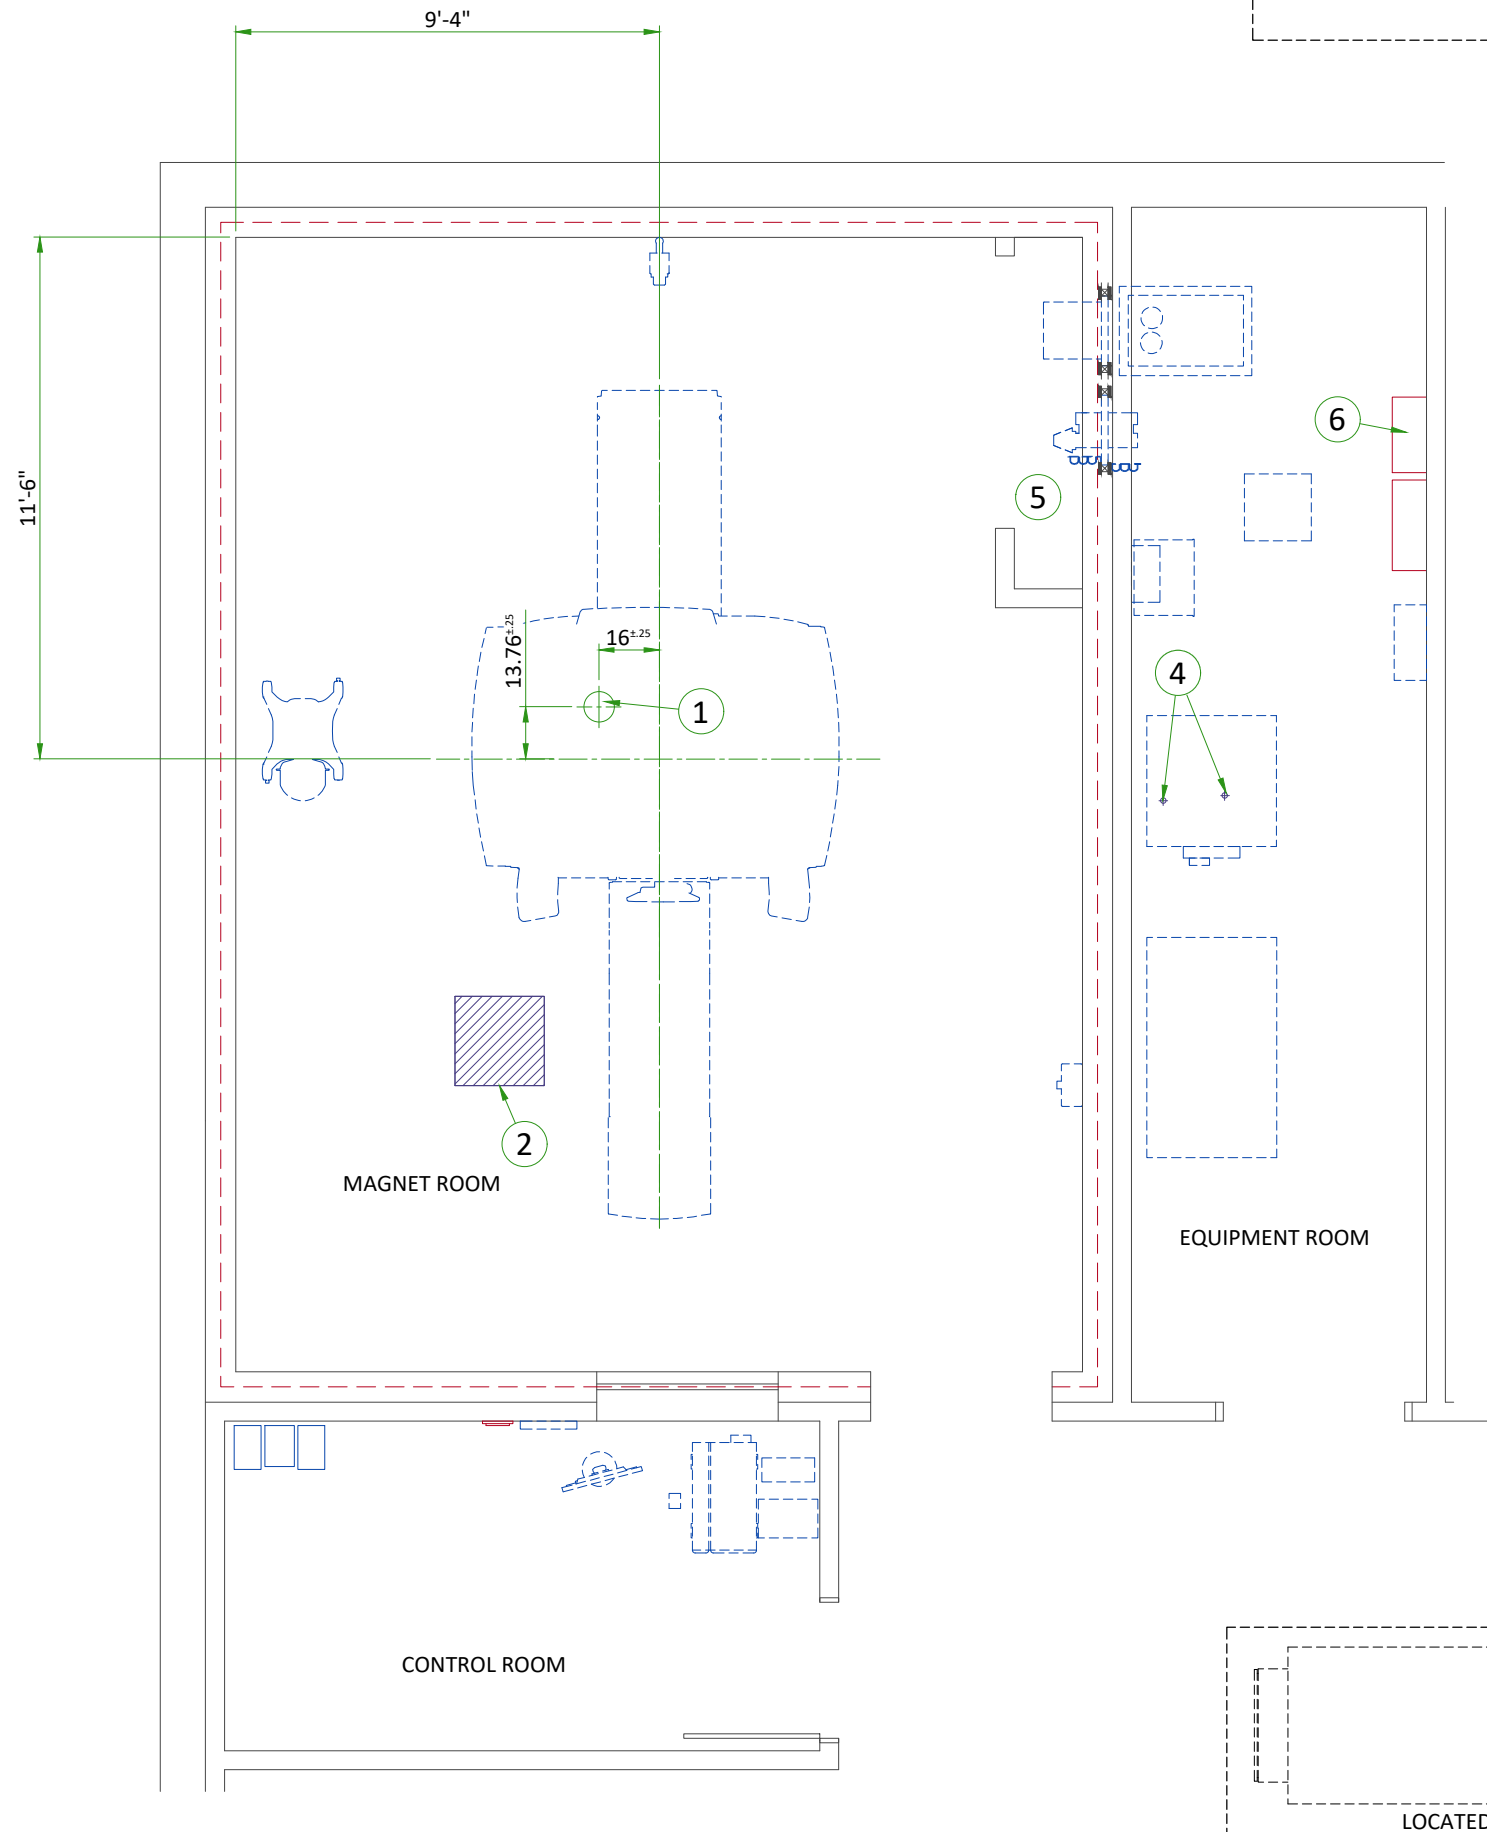 9'-4"
11'-6"
6
5
13.76±.25
16±.25
4
1
2
MAGNET ROOM
EQUIPMENT ROOM
CONTROL ROOM
LOCATED